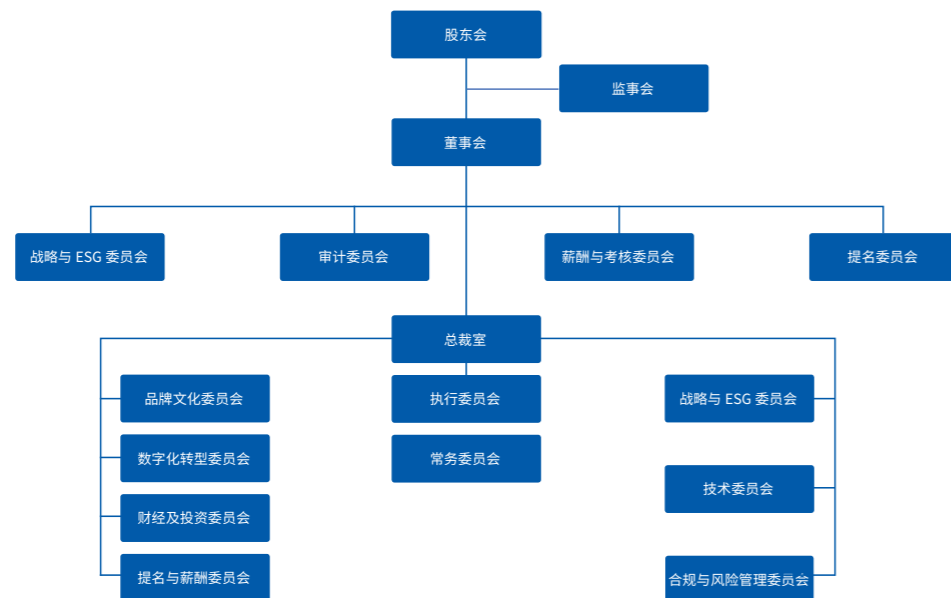 股东会
监事会
董事会
战略与 ESG 委员会
审计委员会
薪酬与考核委员会
提名委员会
总裁室
品牌文化委员会
执行委员会
战略与 ESG 委员会
数字化转型委员会
常务委员会
技术委员会
财经及投资委员会
提名与薪酬委员会
合规与风险管理委员会